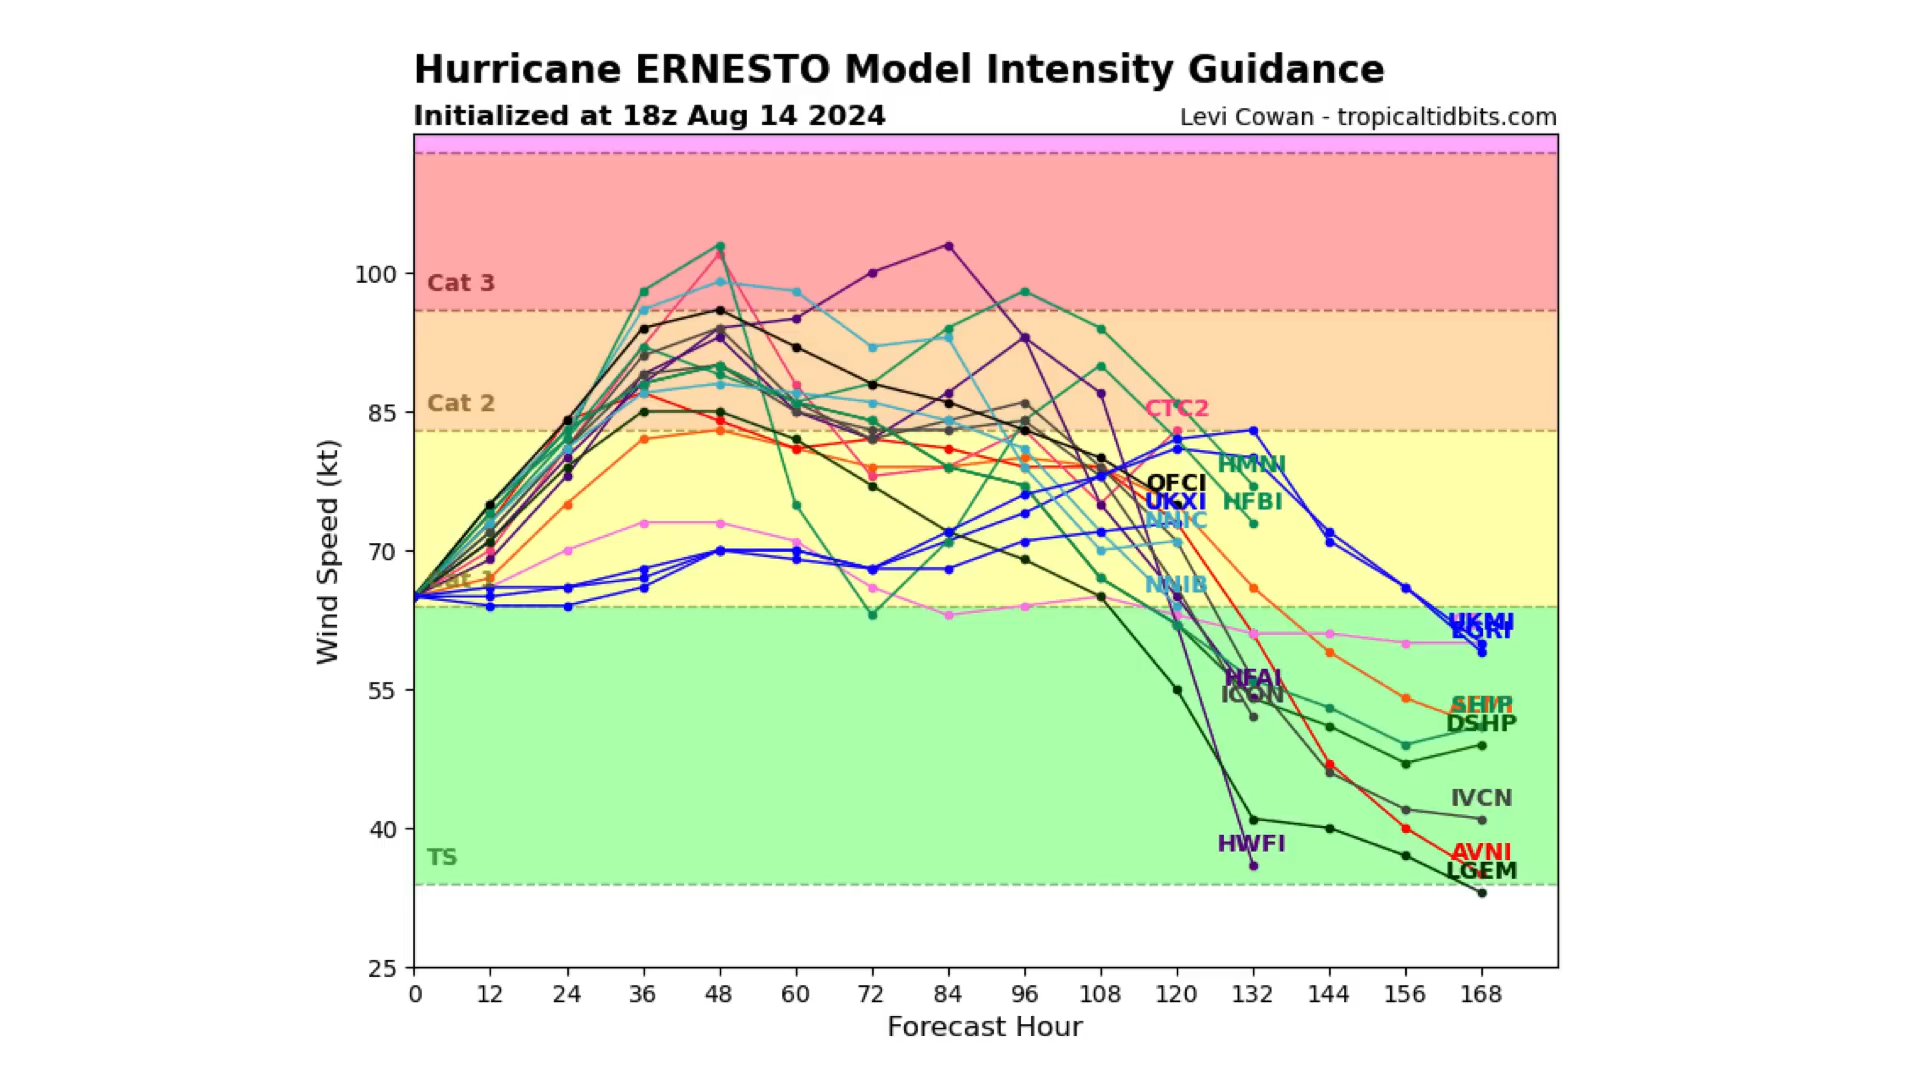 Hurricane ERNESTO Model Intensity Guidance
Initialized at 18z Aug 14 2024
Levi Cowan - tropicaltidbits.com
Wind Speed (kt)
100
85
70
55
40
25
Cat 3
Cat 2
Cat 1
TS
CTC2
HMNI
OFCI
UKXI
HFBI
NNIC
NNIB
UKMI
EGRI
HFAI
ICON
DSHP
IVCN
HWFI
AVNI
LGEM
0 12 24 36 48 60 72 84 96 108 120 132 144 156 168
Forecast Hour